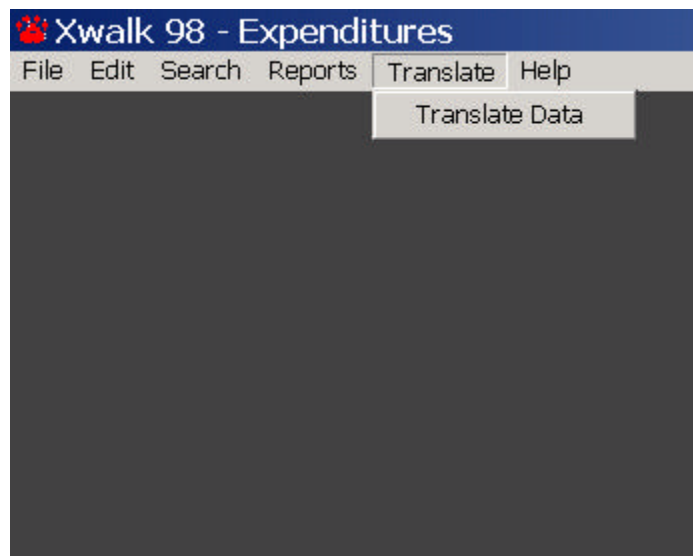 Xwalk 98 - Expenditures
File Edit Search Reports Translate Help
Translate Data